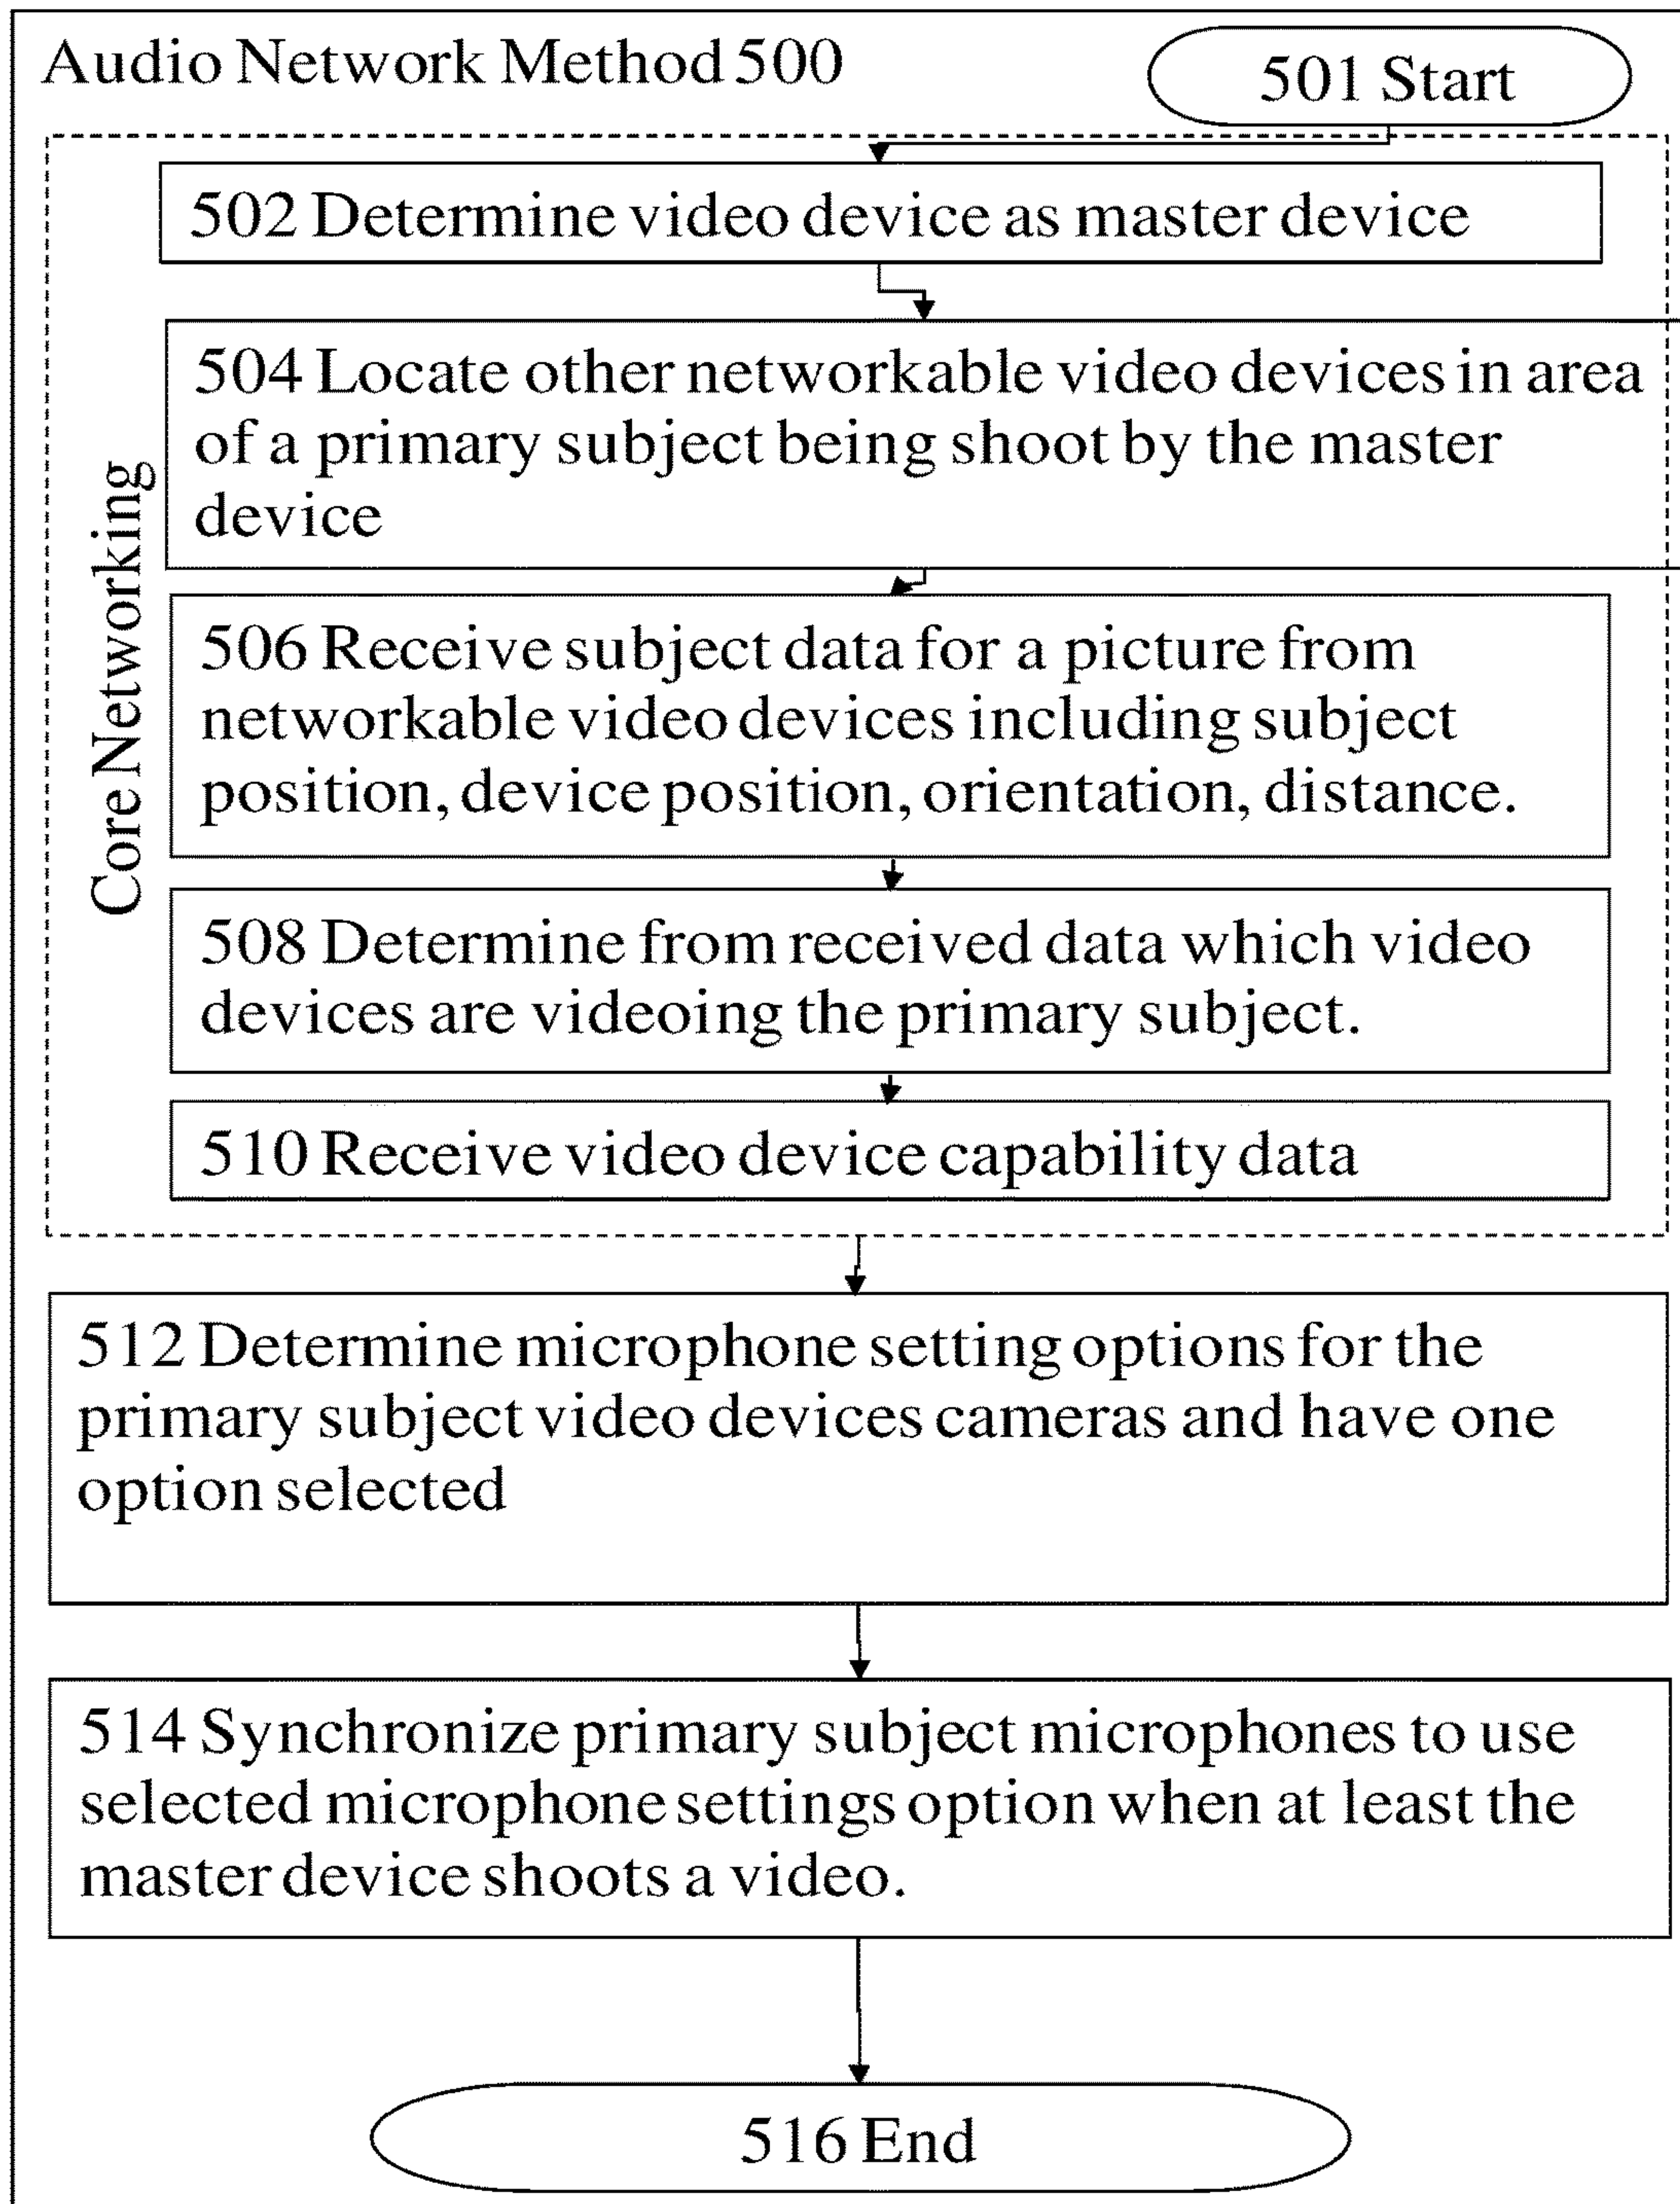 Audio Network Method 500
501 Start
502 Determine video device as master device
504 Locate other networkable video devices in area
of a primary subject being shoot by the master
device
Core Networking
506 Receive subject data for a picture from
networkable video devices including subject
position, device position, orientation, distance.
508 Determine from received data which video
devices are videoing the primary subject.
510 Receive video device capability data
512 Determine microphone setting options for the
primary subject video devices cameras and have one
option selected
514 Synchronize primary subject microphones to use
selected microphone settings option when at least the
master device shoots a video.
516 End